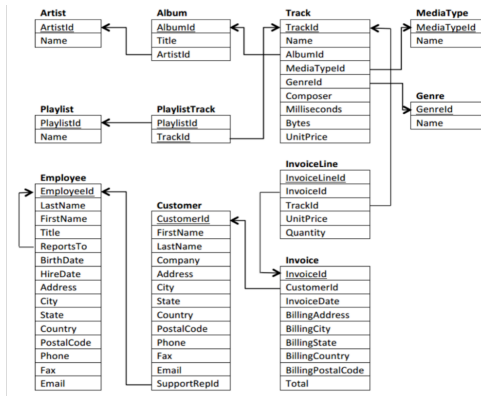 Artist
ArtistId
Name
Album
AlbumId
Title
ArtistId
Track
TrackId
Name
AlbumId
MediaTypeId
GenreId
Composer
Milliseconds
Bytes
UnitPrice
MediaType
MediaTypeId
Name
Genre
GenreId
Name
Playlist
PlaylistId
Name
PlaylistTrack
PlaylistId
TrackId
InvoiceLine
InvoiceLineId
InvoiceId
TrackId
UnitPrice
Quantity
Employee
EmployeeId
LastName
FirstName
Title
ReportsTo
BirthDate
HireDate
Address
City
State
Country
PostalCode
Phone
Fax
Email
Customer
CustomerId
FirstName
LastName
Company
Address
City
State
Country
PostalCode
Phone
Fax
Email
SupportRepId
Invoice
InvoiceId
CustomerId
InvoiceDate
BillingAddress
BillingCity
BillingState
BillingCountry
BillingPostalCode
Total